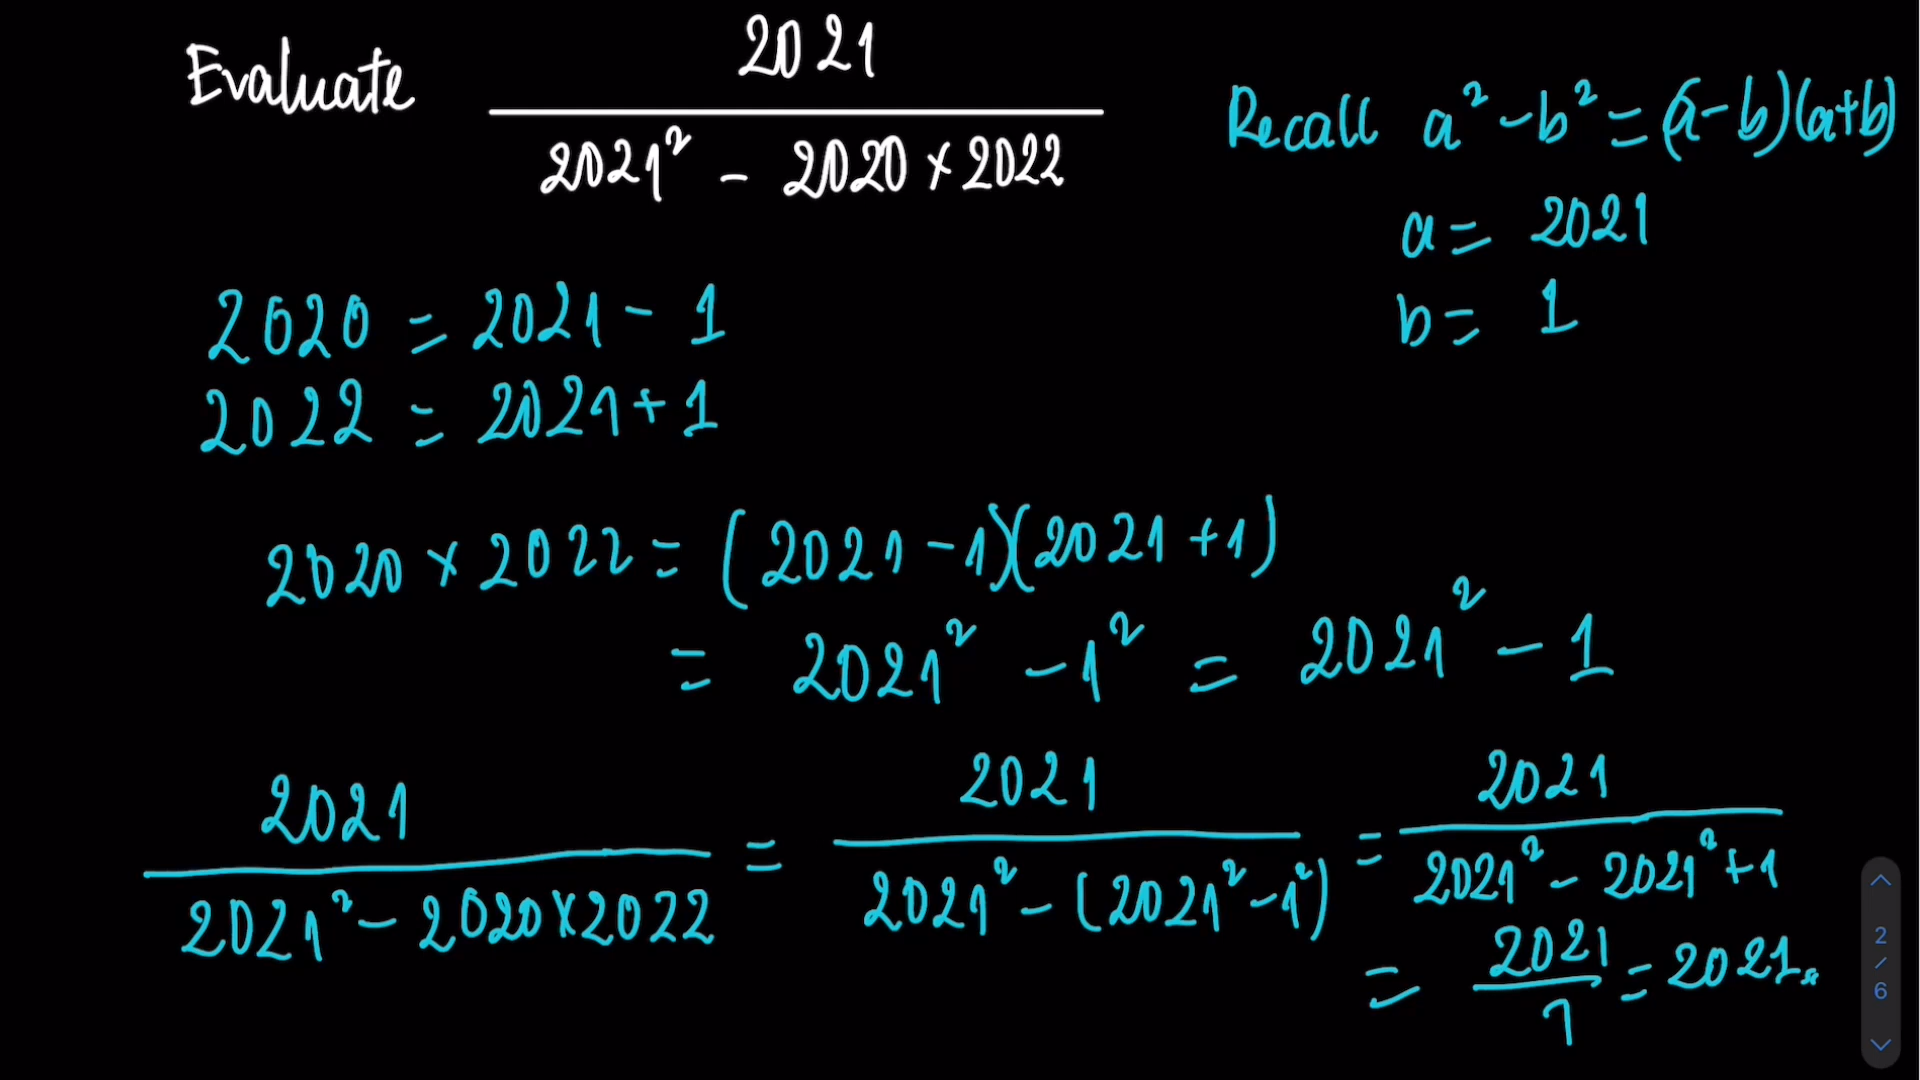 Evaluate 2021 / (2021² - 2020 × 2022)
Recall a² - b² = (a-b)(a+b)
a = 2021
b = 1
2020 = 2021 - 1
2022 = 2021 + 1
2020 × 2022 = (2021 - 1)(2021 + 1)
= 2021² - 1² = 2021² - 1
2021 / (2021² - 2020 × 2022) = 2021 / (2021² - (2021² - 1²)) = 2021 / (2021² - 2021² + 1)
= 2021 / 1 = 2021.
2
/
6